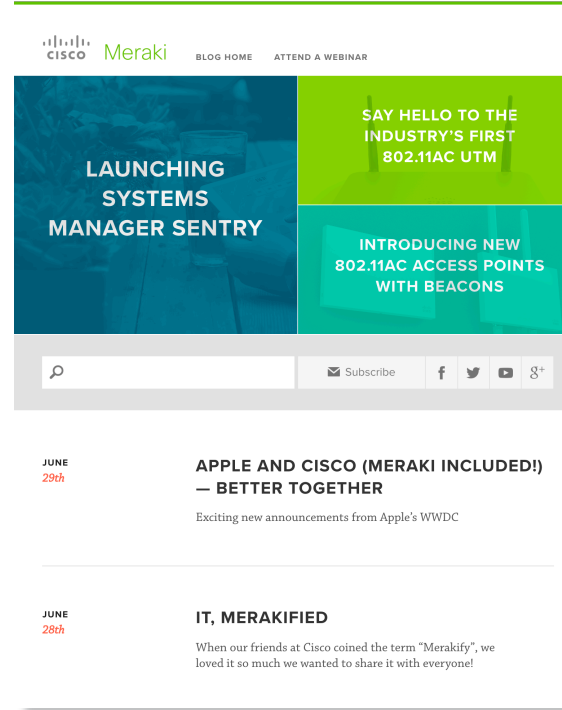 CISCO Meraki BLOG HOME ATTEND A WEBINAR
LAUNCHING
SYSTEMS
MANAGER SENTRY
SAY HELLO TO THE
INDUSTRY'S FIRST
802.11AC UTM
INTRODUCING NEW
802.11AC ACCESS POINTS
WITH BEACONS
Subscribe
f
g+
JUNE
29th
APPLE AND CISCO (MERAKI INCLUDED!)
— BETTER TOGETHER
Exciting new announcements from Apple's WWDC
JUNE
28th
IT, MERAKIFIED
When our friends at Cisco coined the term “Merakify”, we
loved it so much we wanted to share it with everyone!